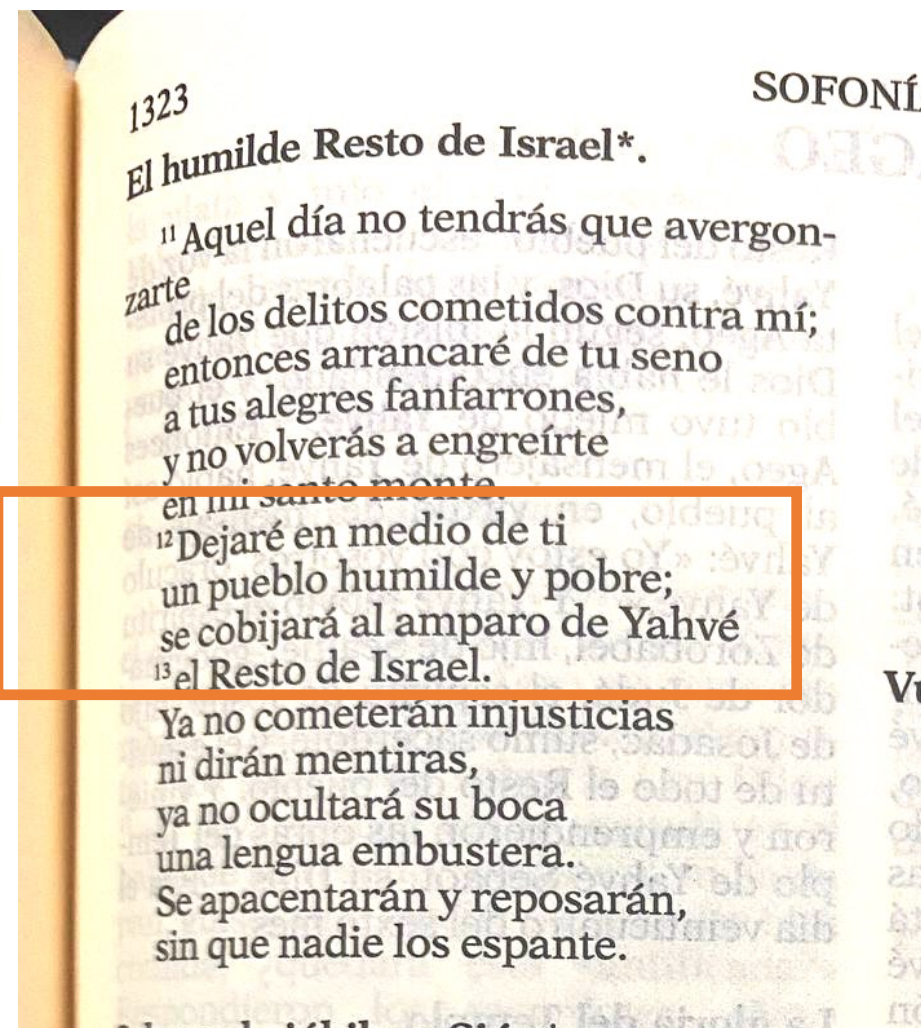 1323
SOFONÍ
El humilde Resto de Israel*.
11 Aquel día no tendrás que avergon-
zarte
de los delitos cometidos contra mí;
entonces arrancaré de tu seno
a tus alegres fanfarrones,
y no volverás a engreírte
en mi santo monte.
12 Dejaré en medio de ti
un pueblo humilde y pobre;
se cobijará al amparo de Yahvé
13 el Resto de Israel.
Ya no cometerán injusticias
ni dirán mentiras,
ya no ocultará su boca
una lengua embustera.
Se apacentarán y reposarán,
sin que nadie los espante.